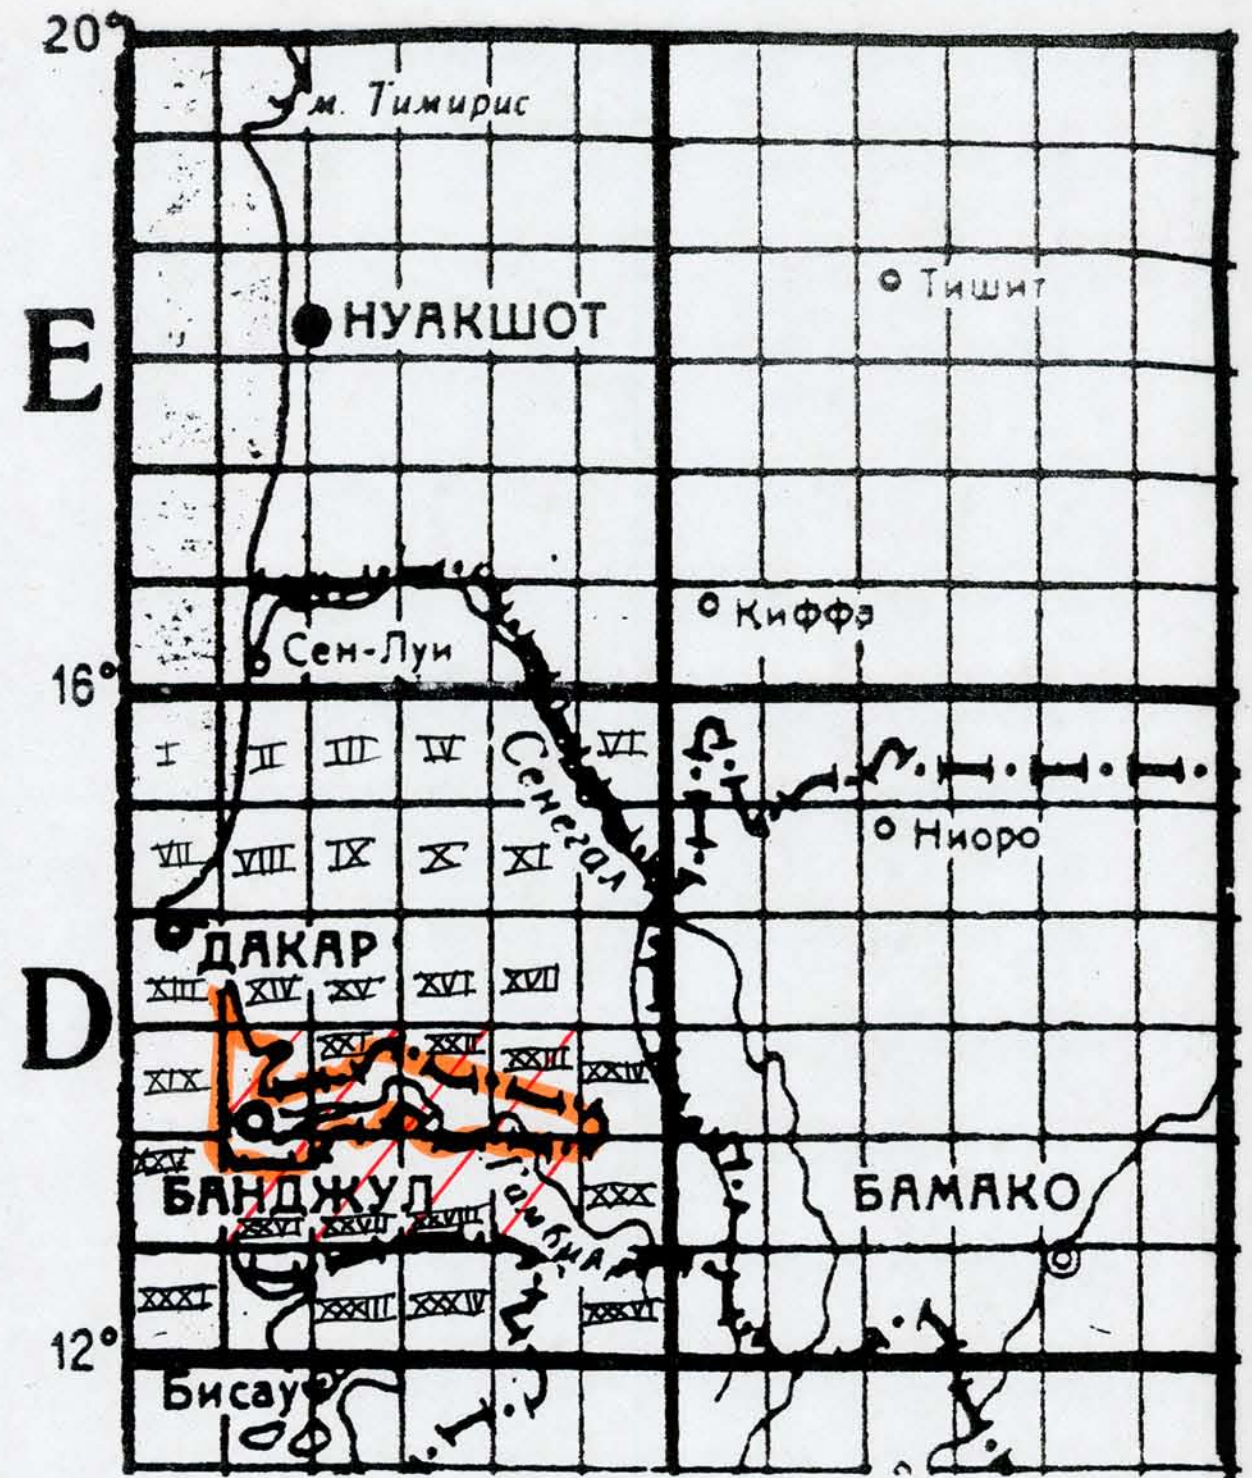 20°
м. Тимирис
Тишит
НУАКШОТ
E
Киффэ
Сен-Луи
16°
I II III IV VI
Сенегал
Ниоро
VII VIII IX X XI
ДАКАР
XIII XIV XV XVI XVII
D
XXI XXII XXIII
XIX XXIV
XXV
БАНДЖУЛ
Гамбия
XXX
БАМАКО
XXVI XXVII XXVIII
XXXI XXXIII XXXIV XXXVI
12°
Бисау